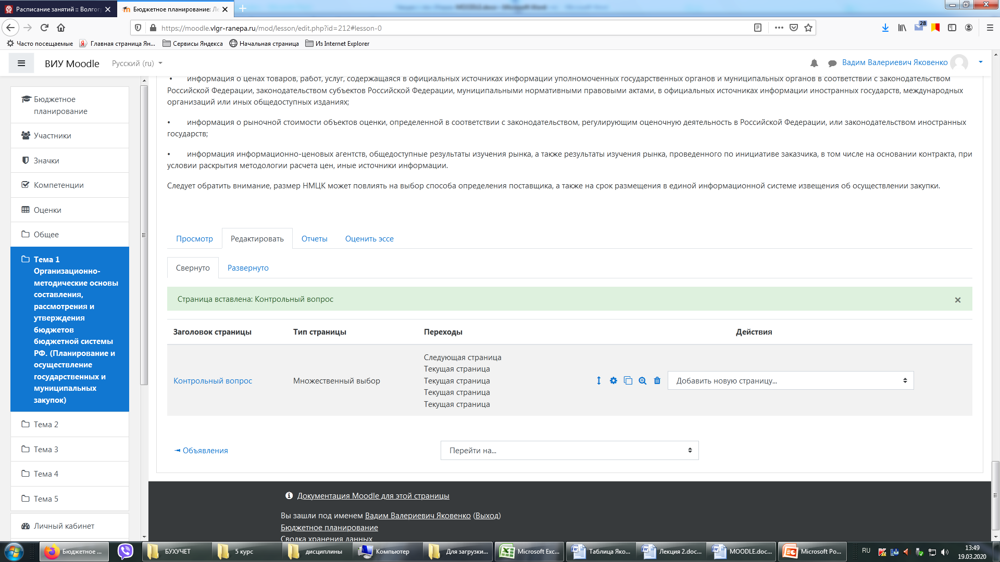 Расписание занятий :: Волгог
Бюджетное планирование: Ле
https://moodle.vlgr-ranepa.ru/mod/lesson/edit.php?id=212#lesson-0
28
Часто посещаемые
Главная страница Ян...
Сервисы Яндекса
Начальная страница
Из Internet Explorer
ВИУ Moodle
Русский (ru)
Вадим Валериевич Яковенко
Бюджетное
планирование
Участники
Значки
Компетенции
Оценки
Общее
Тема 1
Организационно-
методические основы
составления,
рассмотрения и
утверждения
бюджетов
бюджетной системы
РФ. (Планирование и
осуществление
государственных и
муниципальных
закупок)
Тема 2
Тема 3
Тема 4
Тема 5
Личный кабинет
• информация о ценах товаров, работ, услуг, содержащаяся в официальных источниках информации уполномоченных государственных органов и муниципальных органов в соответствии с законодательством
Российской Федерации, законодательством субъектов Российской Федерации, муниципальными нормативными правовыми актами, в официальных источниках информации иностранных государств, международных
организаций или иных общедоступных изданиях;
• информация о рыночной стоимости объектов оценки, определенной в соответствии с законодательством, регулирующим оценочную деятельность в Российской Федерации, или законодательством иностранных
государств;
• информация информационно-ценовых агентств, общедоступные результаты изучения рынка, а также результаты изучения рынка, проведенного по инициативе заказчика, в том числе на основании контракта, при
условии раскрытия методологии расчета цен, иные источники информации.
Следует обратить внимание, размер НМЦК может повлиять на выбор способа определения поставщика, а также на срок размещения в единой информационной системе извещения об осуществлении закупки.
Просмотр
Редактировать
Отчеты
Оценить эссе
Свернуто
Развернуто
Страница вставлена: Контрольный вопрос
Заголовок страницы
Тип страницы
Переходы
Действия
Контрольный вопрос
Множественный выбор
Следующая страница
Текущая страница
Текущая страница
Текущая страница
Текущая страница
Добавить новую страницу...
◄ Объявления
Перейти на...
Документация Moodle для этой страницы
Вы зашли под именем Вадим Валериевич Яковенко (Выход)
Бюджетное планирование
Сводка хранения данных
Бюджетное ...
БУХУЧЕТ
5 курс
дисциплины
Компьютер
Для загрузки...
Microsoft Exc...
Таблица Яко...
Лекция 2.doc...
MOODLE.doc...
Microsoft Po...
RU
13:49
19.03.2020